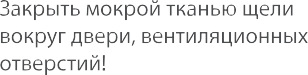 Закрыть мокрой тканью щели
вокруг двери, вентиляционных
отверстий!